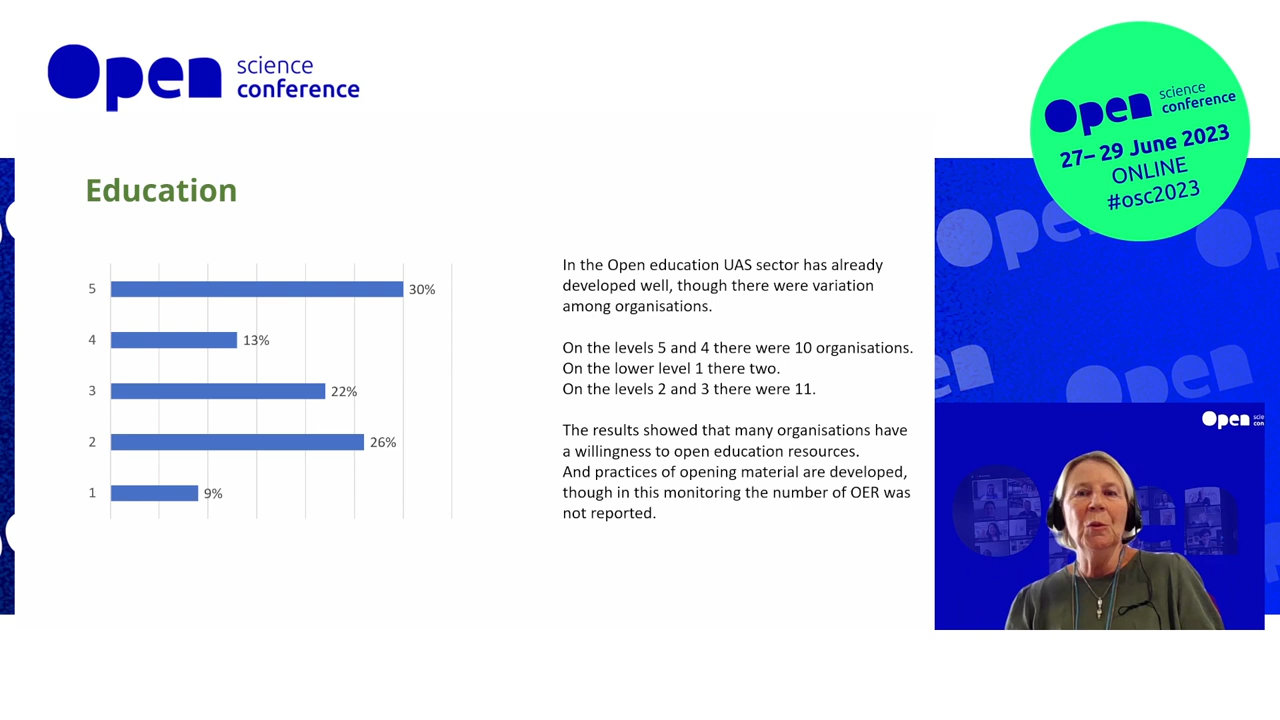 Open science
conference
Open science
conference
27– 29 June 2023
ONLINE
#osc2023
Education
5 30%
4 13%
3 22%
2 26%
1 9%
In the Open education UAS sector has already
developed well, though there were variation
among organisations.
On the levels 5 and 4 there were 10 organisations.
On the lower level 1 there two.
On the levels 2 and 3 there were 11.
The results showed that many organisations have
a willingness to open education resources.
And practices of opening material are developed,
though in this monitoring the number of OER was
not reported.
Open
Open
Open scie
con